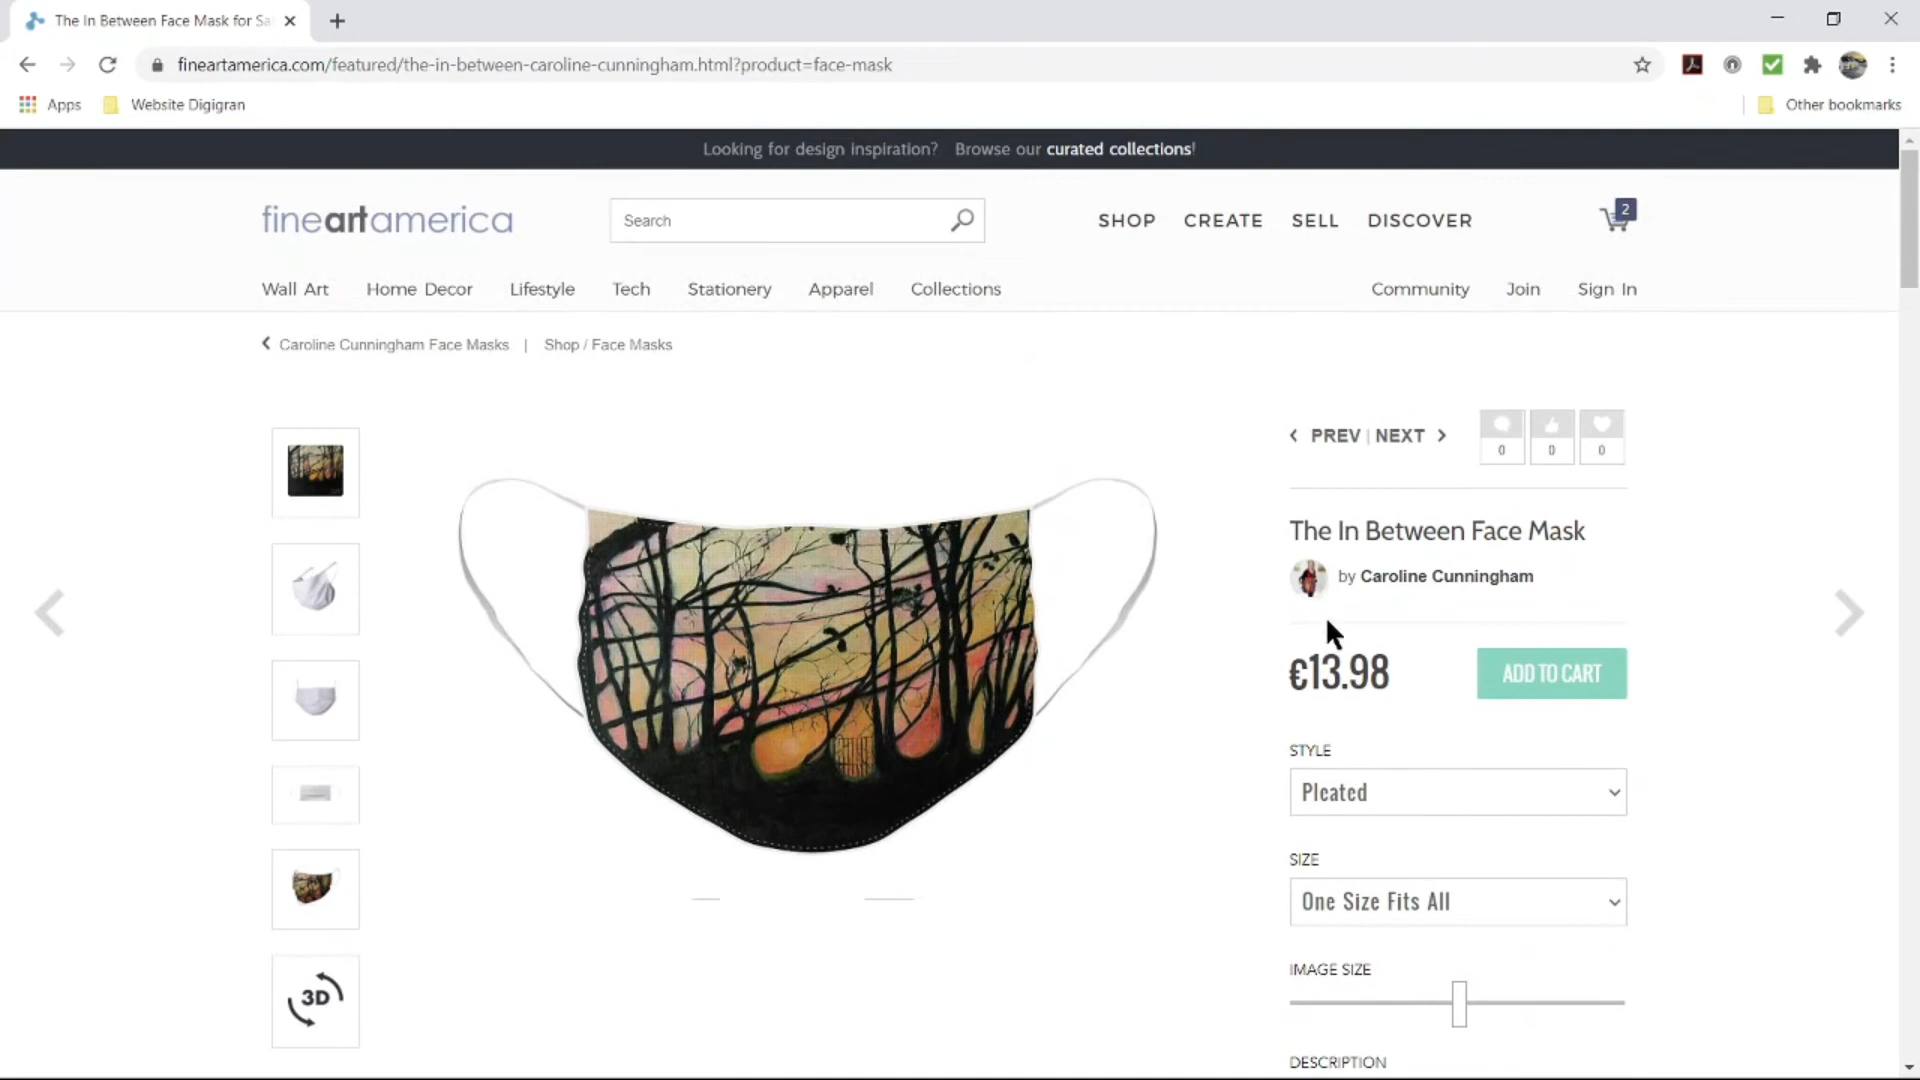 The In Between Face Mask for Sa
fineartamerica.com/featured/the-in-between-caroline-cunningham.html?product=face-mask
Apps Website Digigran Other bookmarks
Looking for design inspiration? Browse our curated collections!
fineartamerica Search SHOP CREATE SELL DISCOVER 2
Wall Art Home Decor Lifestyle Tech Stationery Apparel Collections Community Join Sign In
Caroline Cunningham Face Masks | Shop / Face Masks
PREV | NEXT
0 0 0
The In Between Face Mask
by Caroline Cunningham
€13.98 ADD TO CART
STYLE
Pleated
SIZE
One Size Fits All
IMAGE SIZE
3D
DESCRIPTION